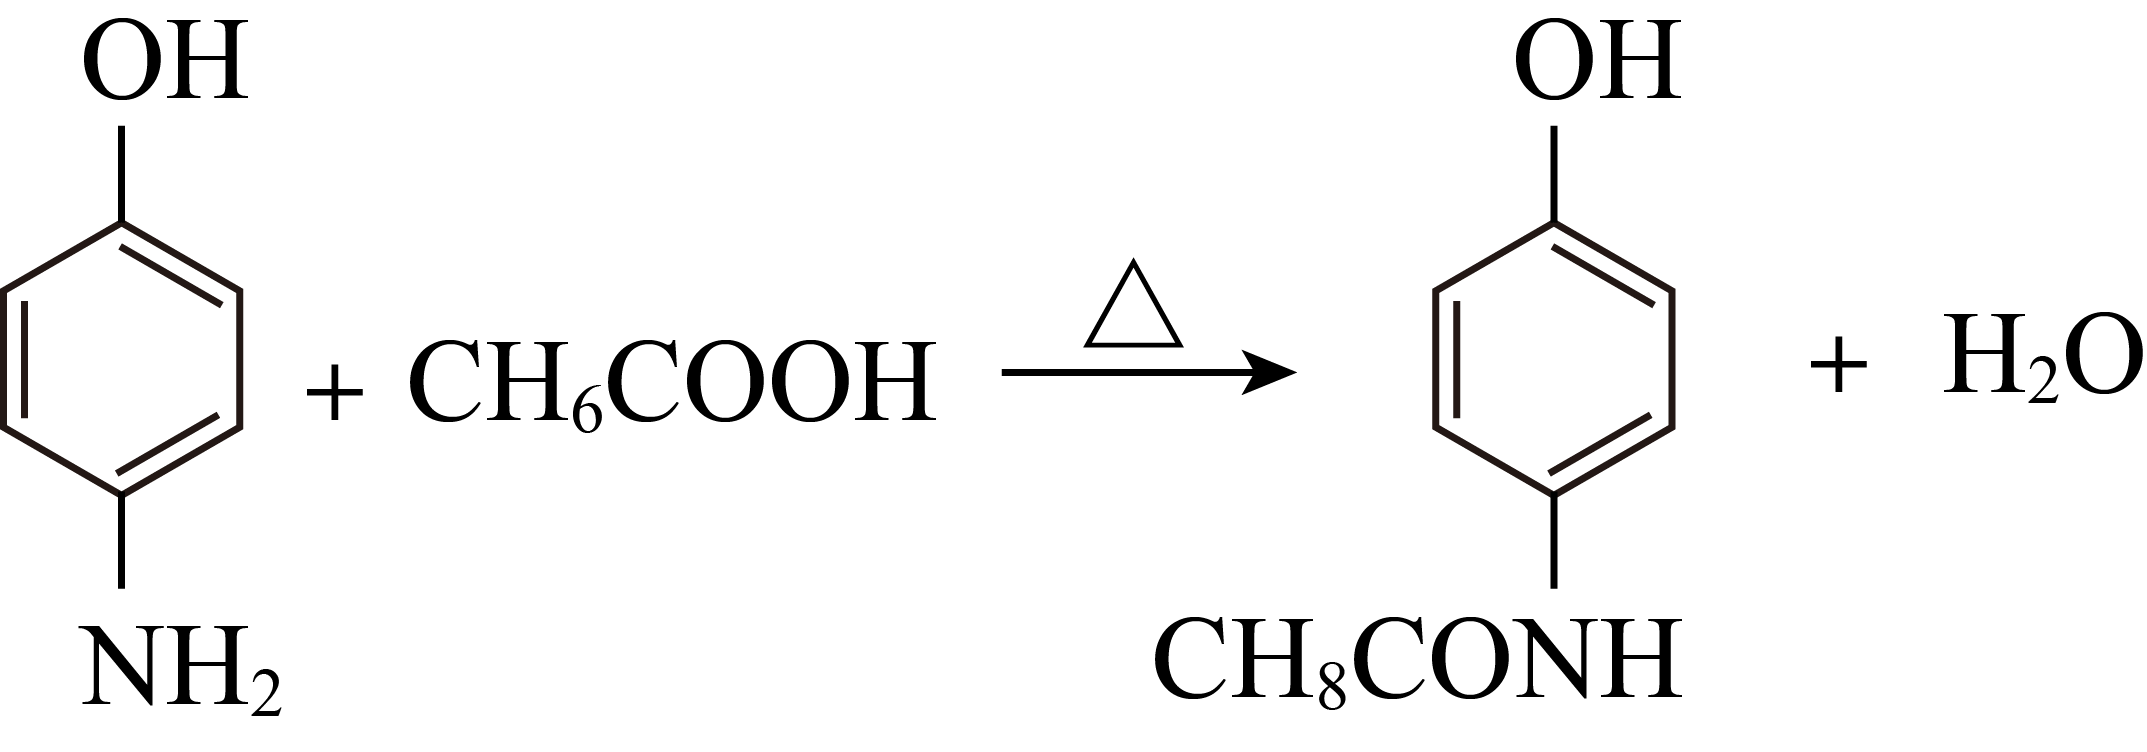 OH OH
+ CH₆COOH △ + H₂O
NH₂ CH₈CONH